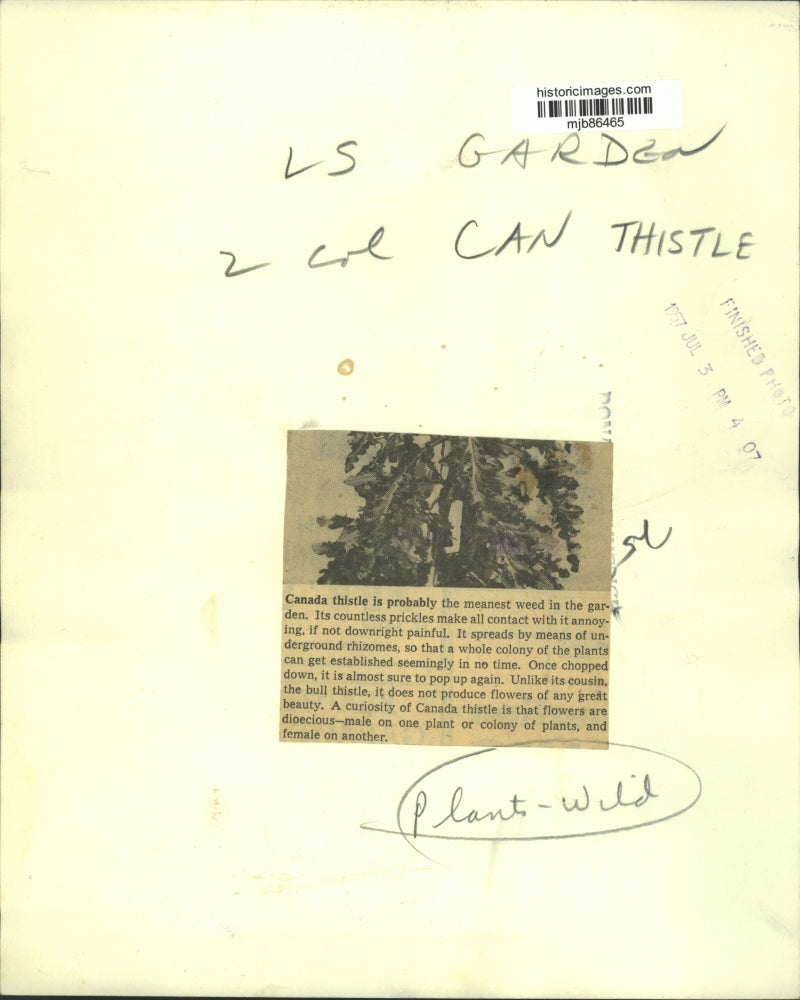 historicimages.com
mjb86465
LS GARDEN
2 col CAN THISTLE
FINISHED PHOTO
1957 JUL 3 PM 4 07
Canada thistle is probably the meanest weed in the gar-
den. Its countless prickles make all contact with it annoy-
ing, if not downright painful. It spreads by means of un-
derground rhizomes, so that a whole colony of the plants
can get established seemingly in no time. Once chopped
down, it is almost sure to pop up again. Unlike its cousin,
the bull thistle, it does not produce flowers of any great
beauty. A curiosity of Canada thistle is that flowers are
dioecious—male on one plant or colony of plants, and
female on another.
Plants-Wild